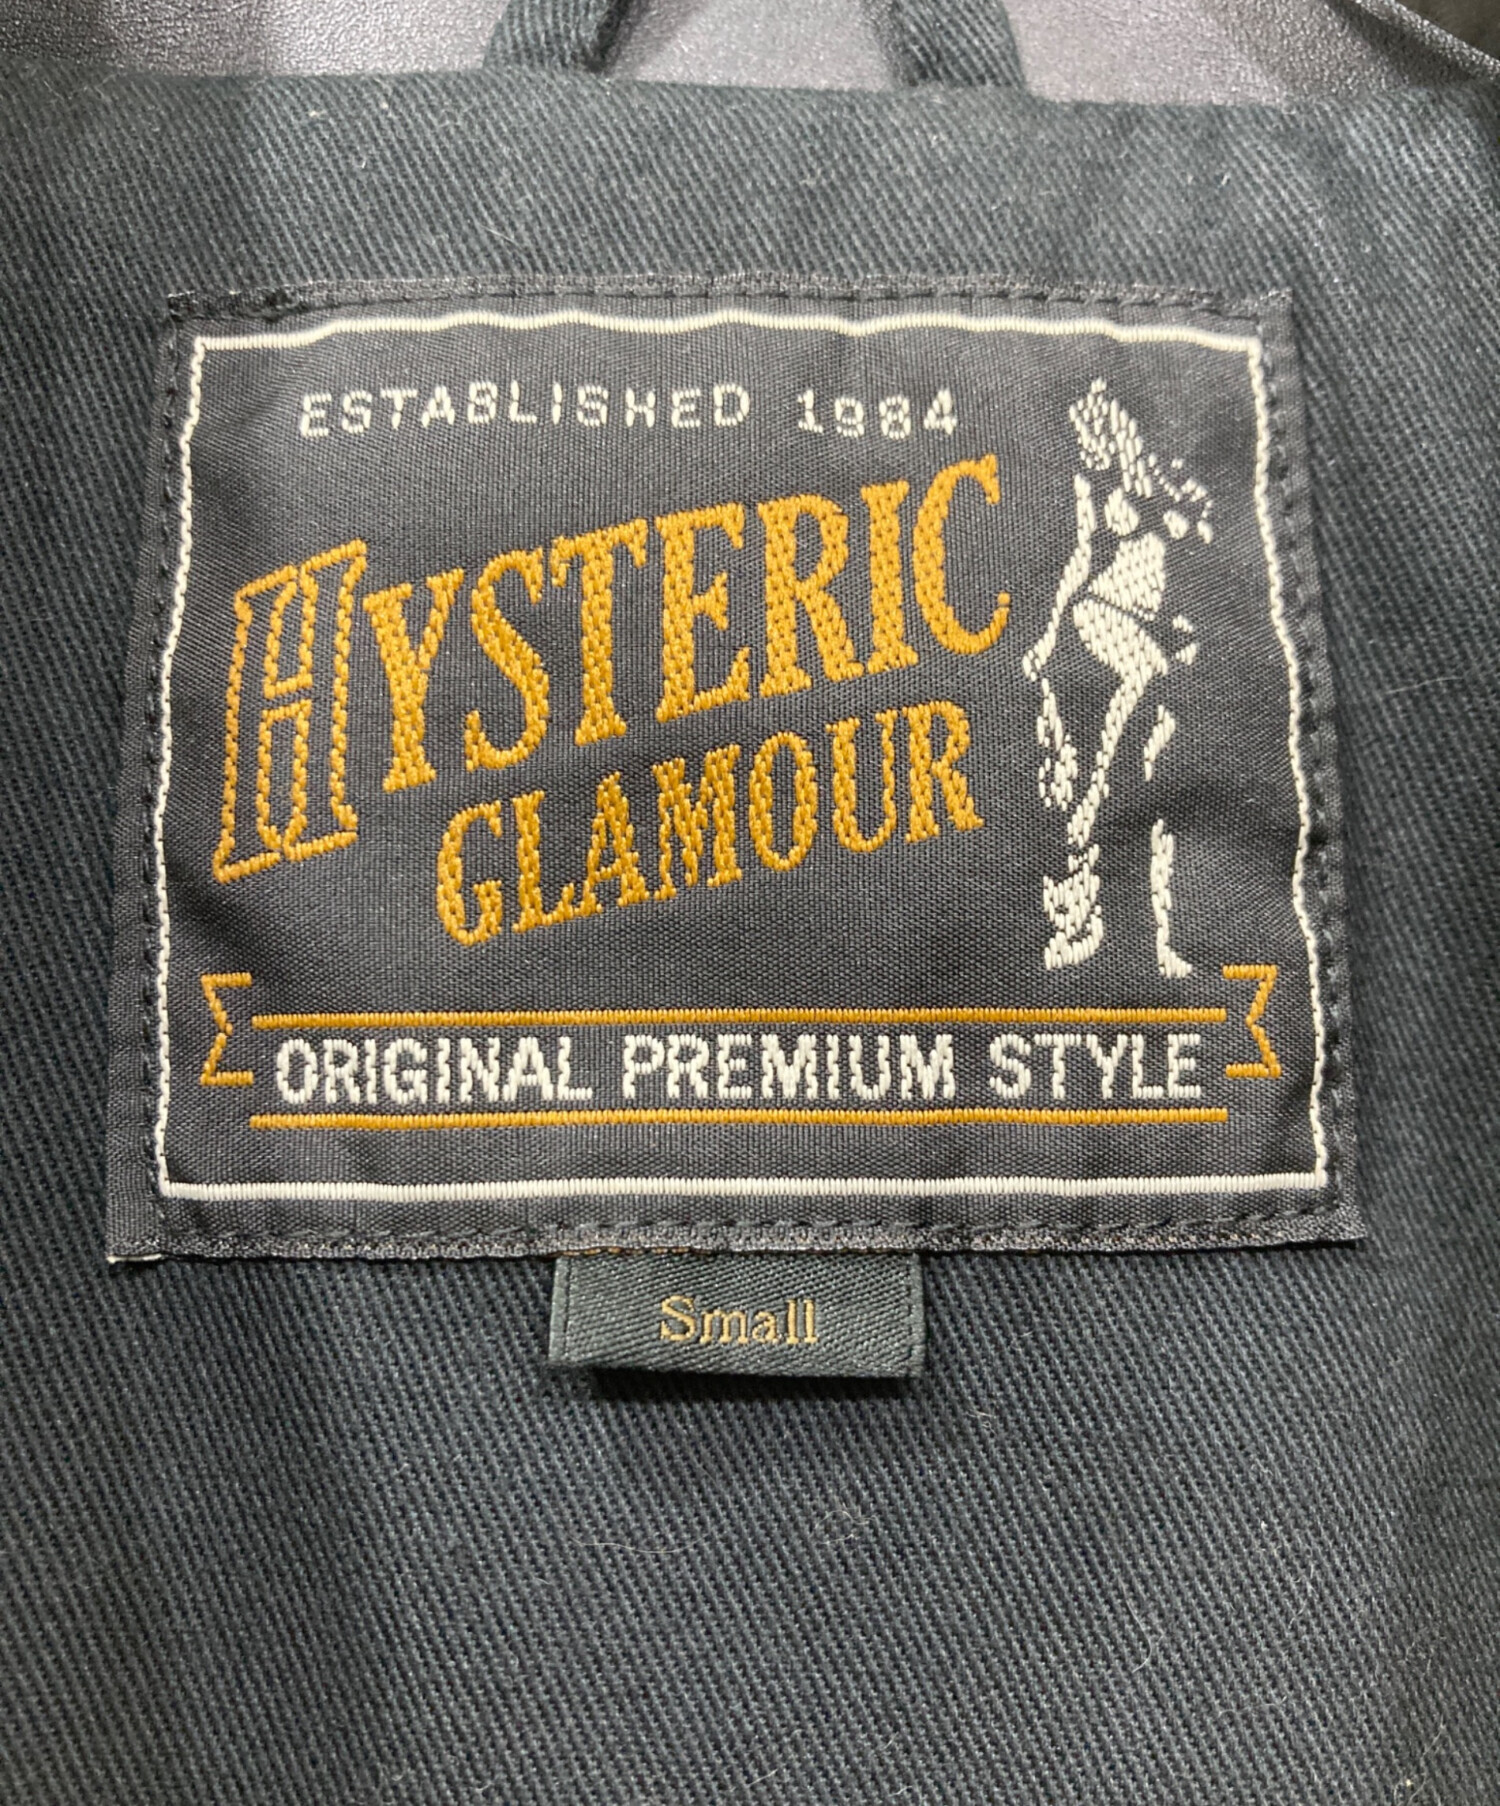 ESTABLISHED 1984
HYSTERIC
GLAMOUR
ORIGINAL PREMIUM STYLE
Small